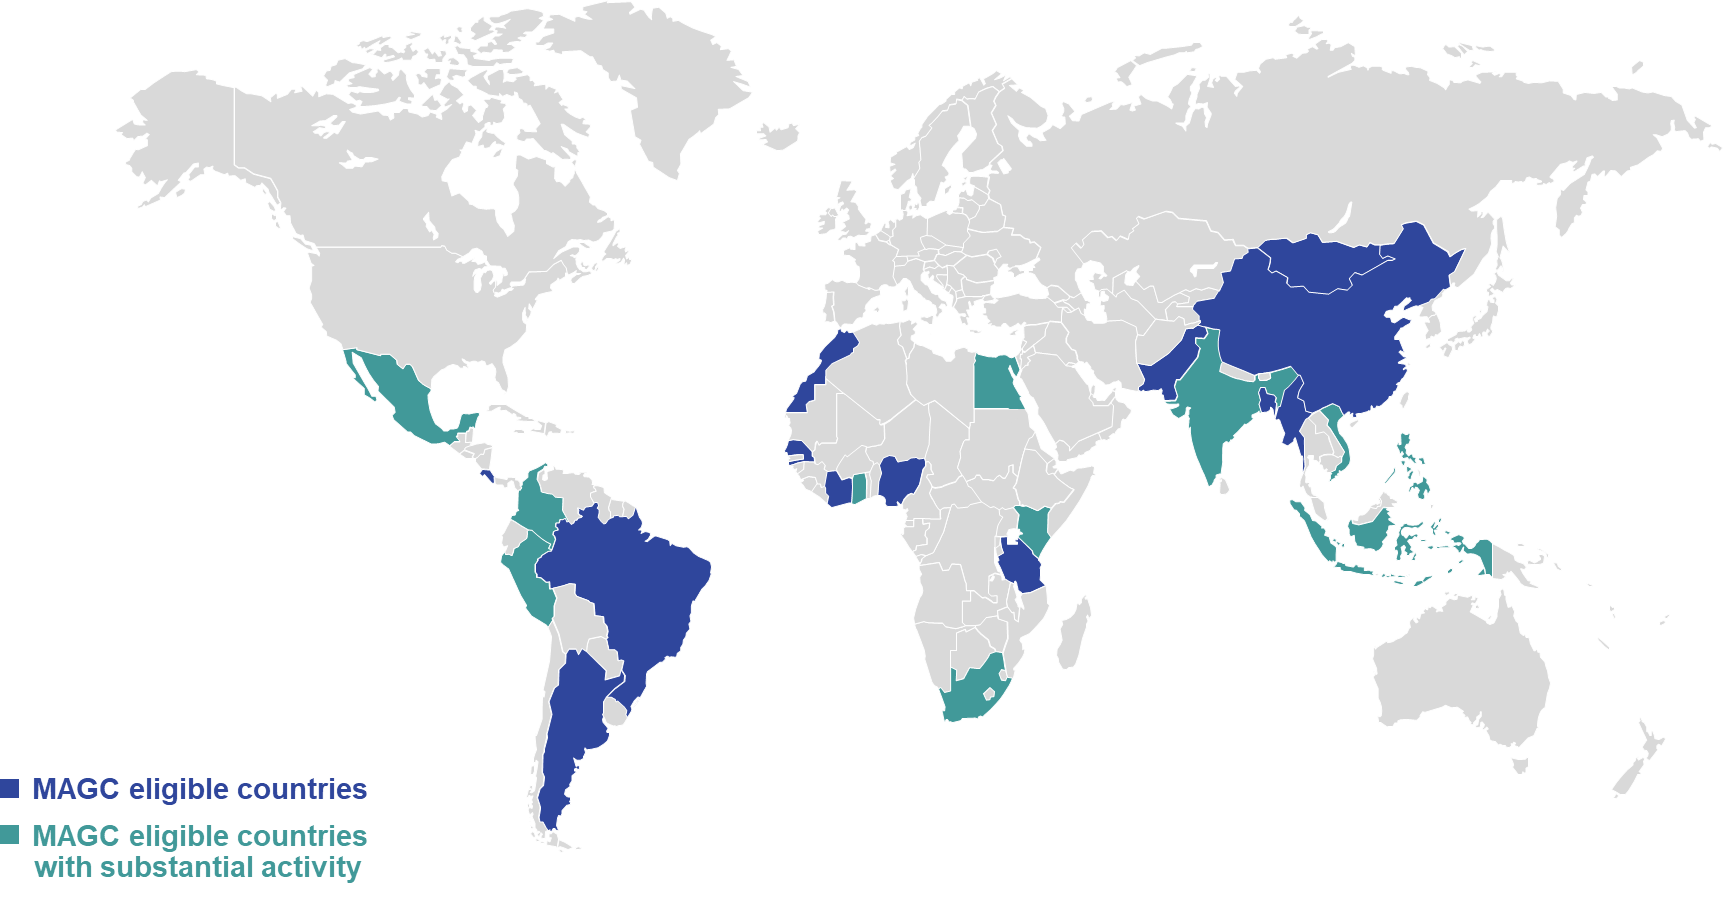 MAGC eligible countries
MAGC eligible countries
with substantial activity